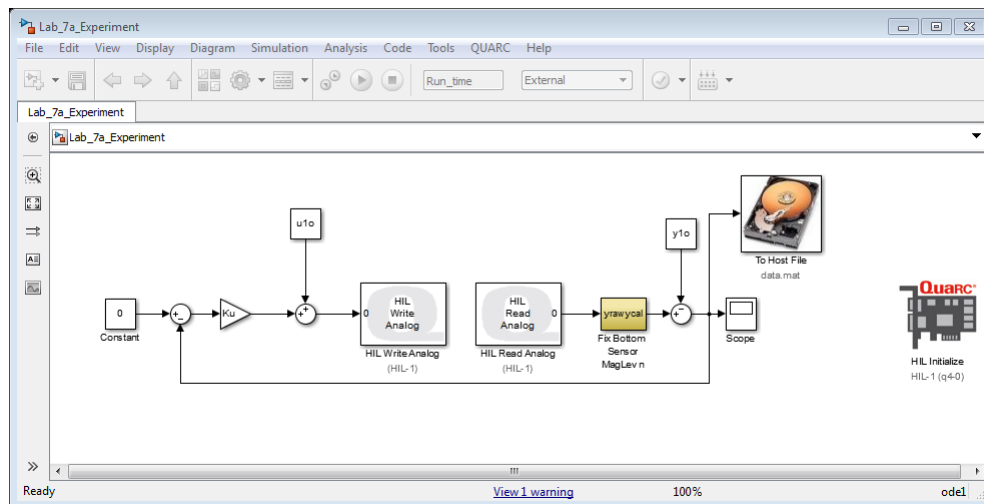 Lab_7a_Experiment
File Edit View Display Diagram Simulation Analysis Code Tools QUARC Help
Run_time External
Lab_7a_Experiment
Lab_7a_Experiment
u1o
y1o
To Host File
data.mat
0
Constant
Ku
0
HIL
Write
Analog
HIL Write Analog
(HIL-1)
HIL
Read
Analog
0
HIL Read Analog
(HIL-1)
yrawycal
Fix Bottom
Sensor
MagLev n
Scope
QUARC
HIL Initialize
HIL-1 (q4-0)
Ready View 1 warning 100% ode1